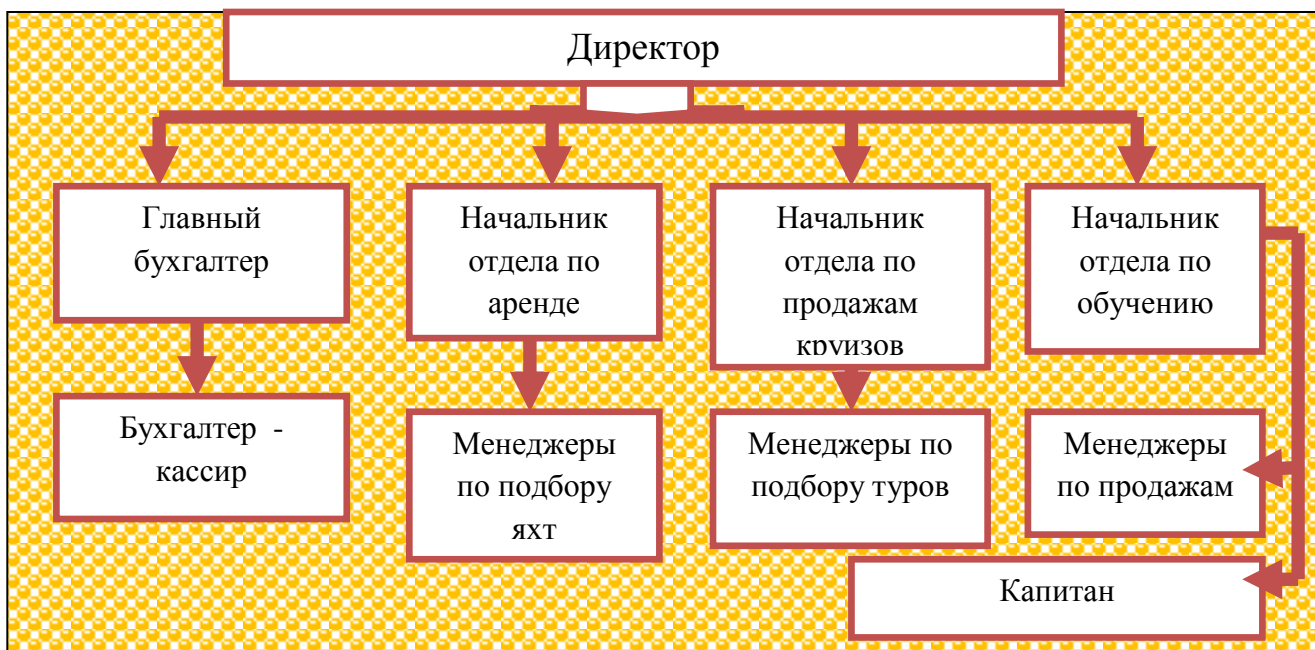 Директор
Главный
бухгалтер
Начальник
отдела по
аренде
Начальник
отдела по
продажам
круизов
Начальник
отдела по
обучению
Бухгалтер -
кассир
Менеджеры
по подбору
яхт
Менеджеры по
подбору туров
Менеджеры
по продажам
Капитан